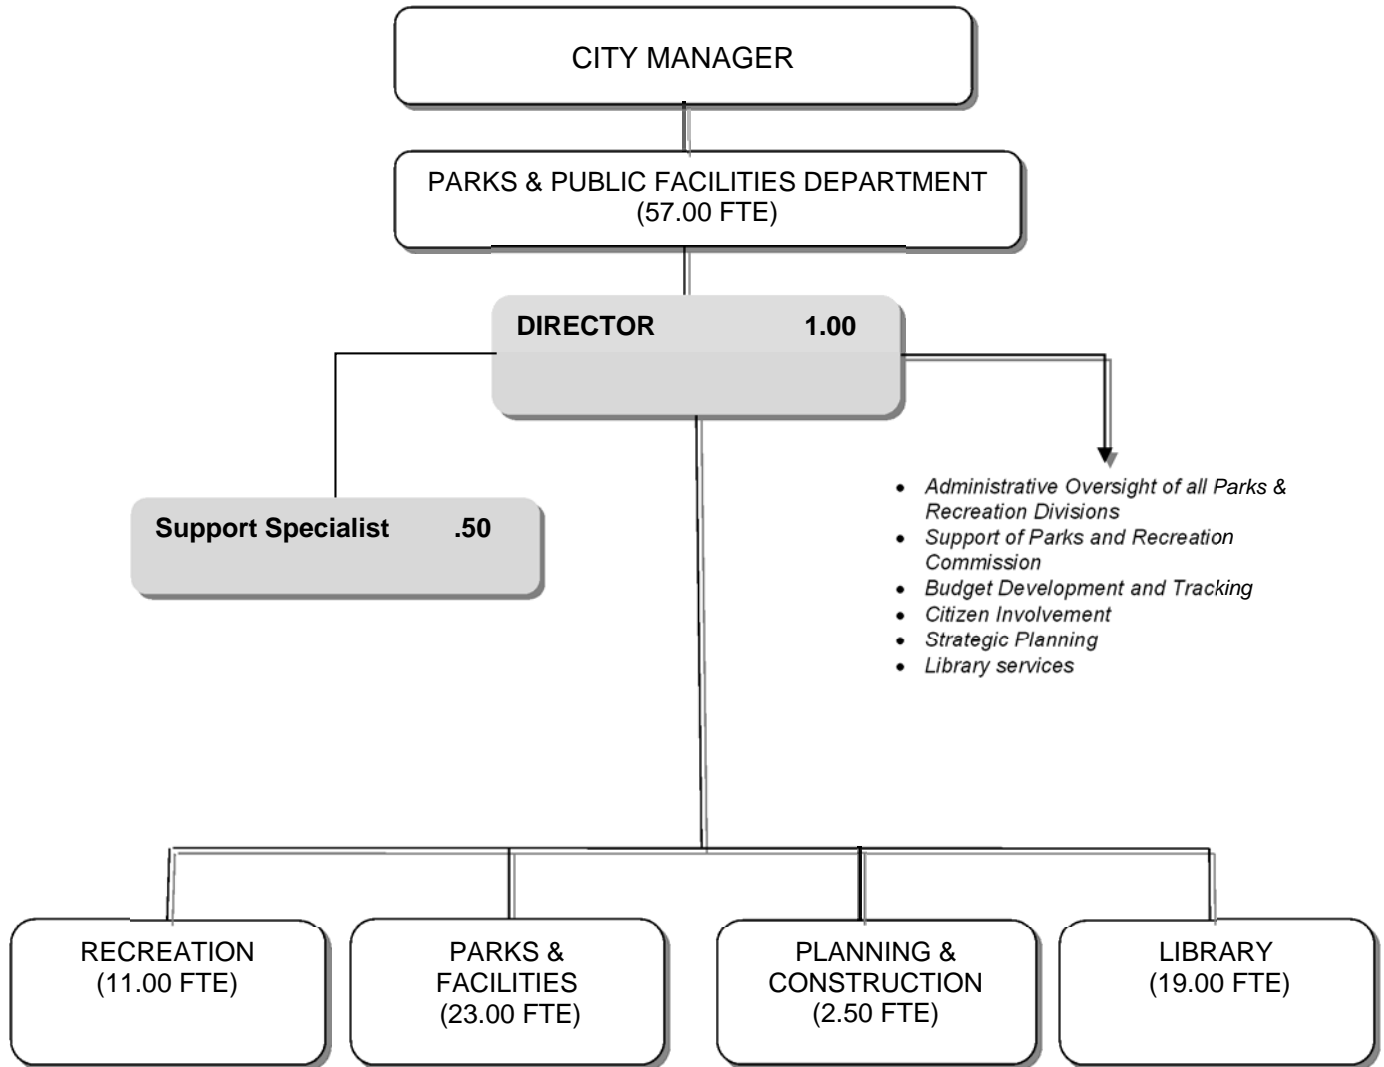 CITY MANAGER
PARKS & PUBLIC FACILITIES DEPARTMENT
(57.00 FTE)
DIRECTOR 1.00
Support Specialist .50
• Administrative Oversight of all Parks &
Recreation Divisions
• Support of Parks and Recreation
Commission
• Budget Development and Tracking
• Citizen Involvement
• Strategic Planning
• Library services
RECREATION
(11.00 FTE)
PARKS &
FACILITIES
(23.00 FTE)
PLANNING &
CONSTRUCTION
(2.50 FTE)
LIBRARY
(19.00 FTE)